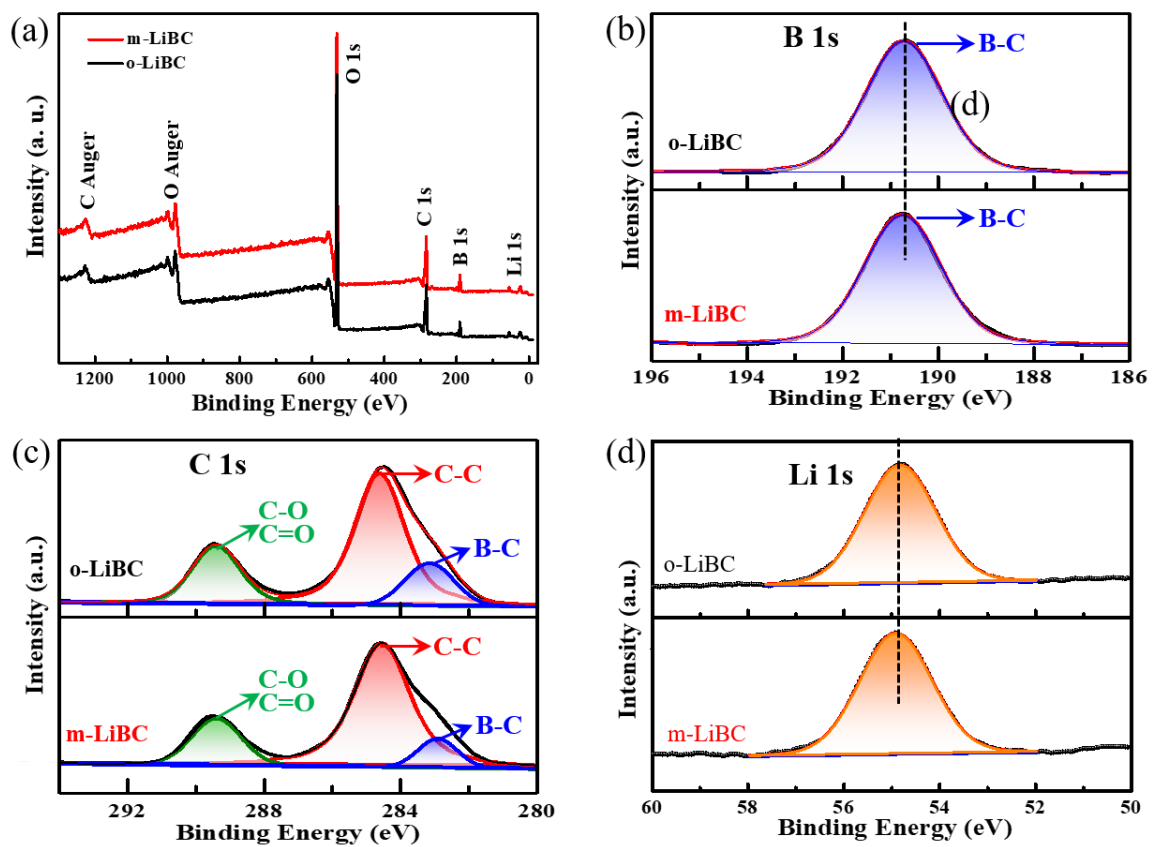 (a)
m-LiBC
o-LiBC
C Auger
O Auger
O 1s
C 1s
B 1s
Li 1s
Intensity (a. u.)
1200 1000 800 600 400 200 0
Binding Energy (eV)
(b)
B 1s
B-C
(d)
o-LiBC
B-C
m-LiBC
Intensity (a.u.)
196 194 192 190 188 186
Binding Energy (eV)
(c)
C 1s
C-C
C-O
C=O
B-C
o-LiBC
C-C
C-O
C=O
B-C
m-LiBC
Intensity (a.u.)
292 288 284 280
Binding Energy (eV)
(d)
Li 1s
o-LiBC
m-LiBC
Intensity (a.u.)
60 58 56 54 52 50
Binding Energy (eV)